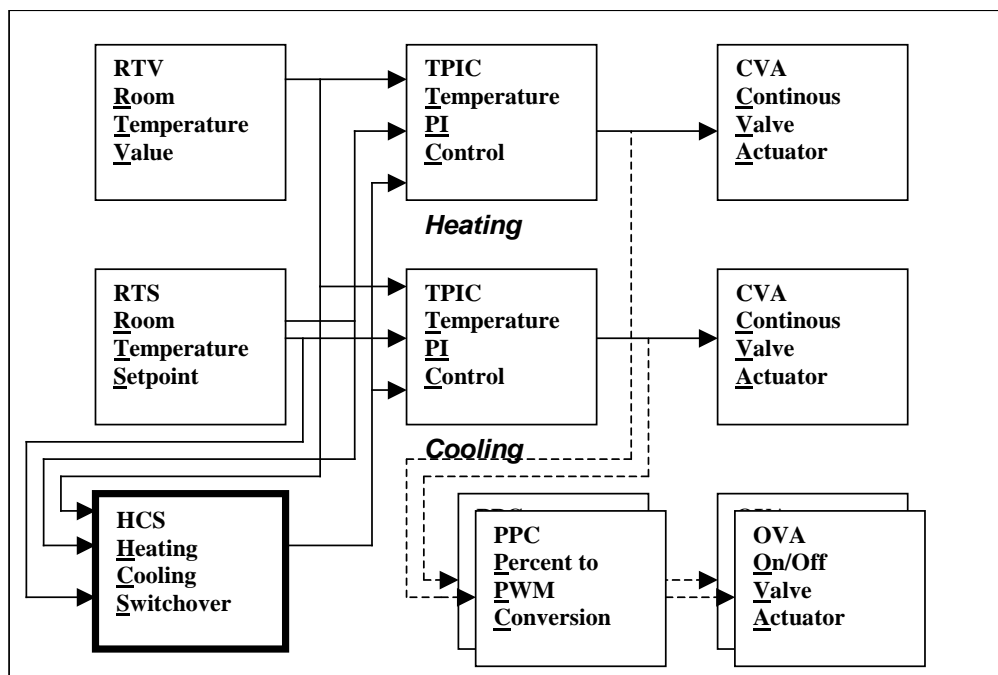 RTV
Room
Temperature
Value
TPIC
Temperature
PI
Control
CVA
Continous
Valve
Actuator
Heating
RTS
Room
Temperature
Setpoint
TPIC
Temperature
PI
Control
CVA
Continous
Valve
Actuator
Cooling
HCS
Heating
Cooling
Switchover
PPC
Percent to
PWM
Conversion
OVA
On/Off
Valve
Actuator